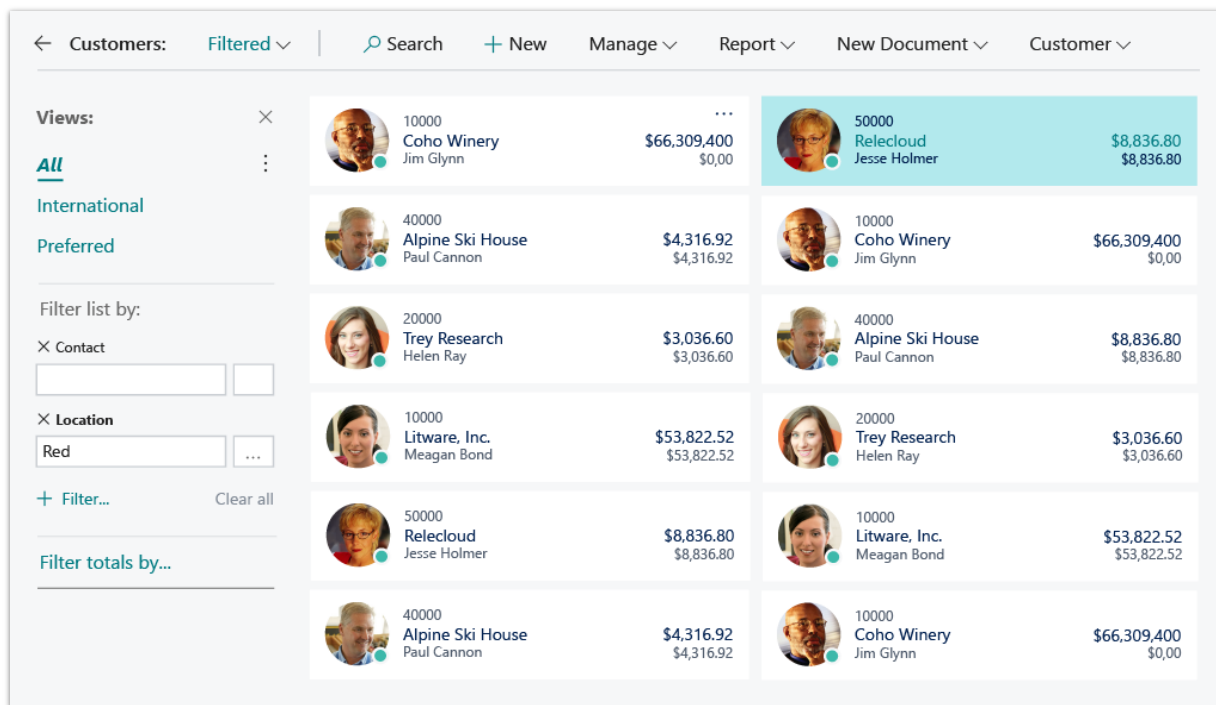 Customers: Filtered Search New Manage Report New Document Customer
Views:
All
International
Preferred
Filter list by:
Contact
Location
Red
...
Filter... Clear all
Filter totals by...
10000
Coho Winery $66,309,400
Jim Glynn $0,00
50000
Relecloud $8,836.80
Jesse Holmer $8,836.80
40000
Alpine Ski House $4,316.92
Paul Cannon $4,316.92
10000
Coho Winery $66,309,400
Jim Glynn $0,00
20000
Trey Research $3,036.60
Helen Ray $3,036.60
40000
Alpine Ski House $8,836.80
Paul Cannon $8,836.80
10000
Litware, Inc. $53,822.52
Meagan Bond $53,822.52
20000
Trey Research $3,036.60
Helen Ray $3,036.60
50000
Relecloud $8,836.80
Jesse Holmer $8,836.80
10000
Litware, Inc. $53,822.52
Meagan Bond $53,822.52
40000
Alpine Ski House $4,316.92
Paul Cannon $4,316.92
10000
Coho Winery $66,309,400
Jim Glynn $0,00